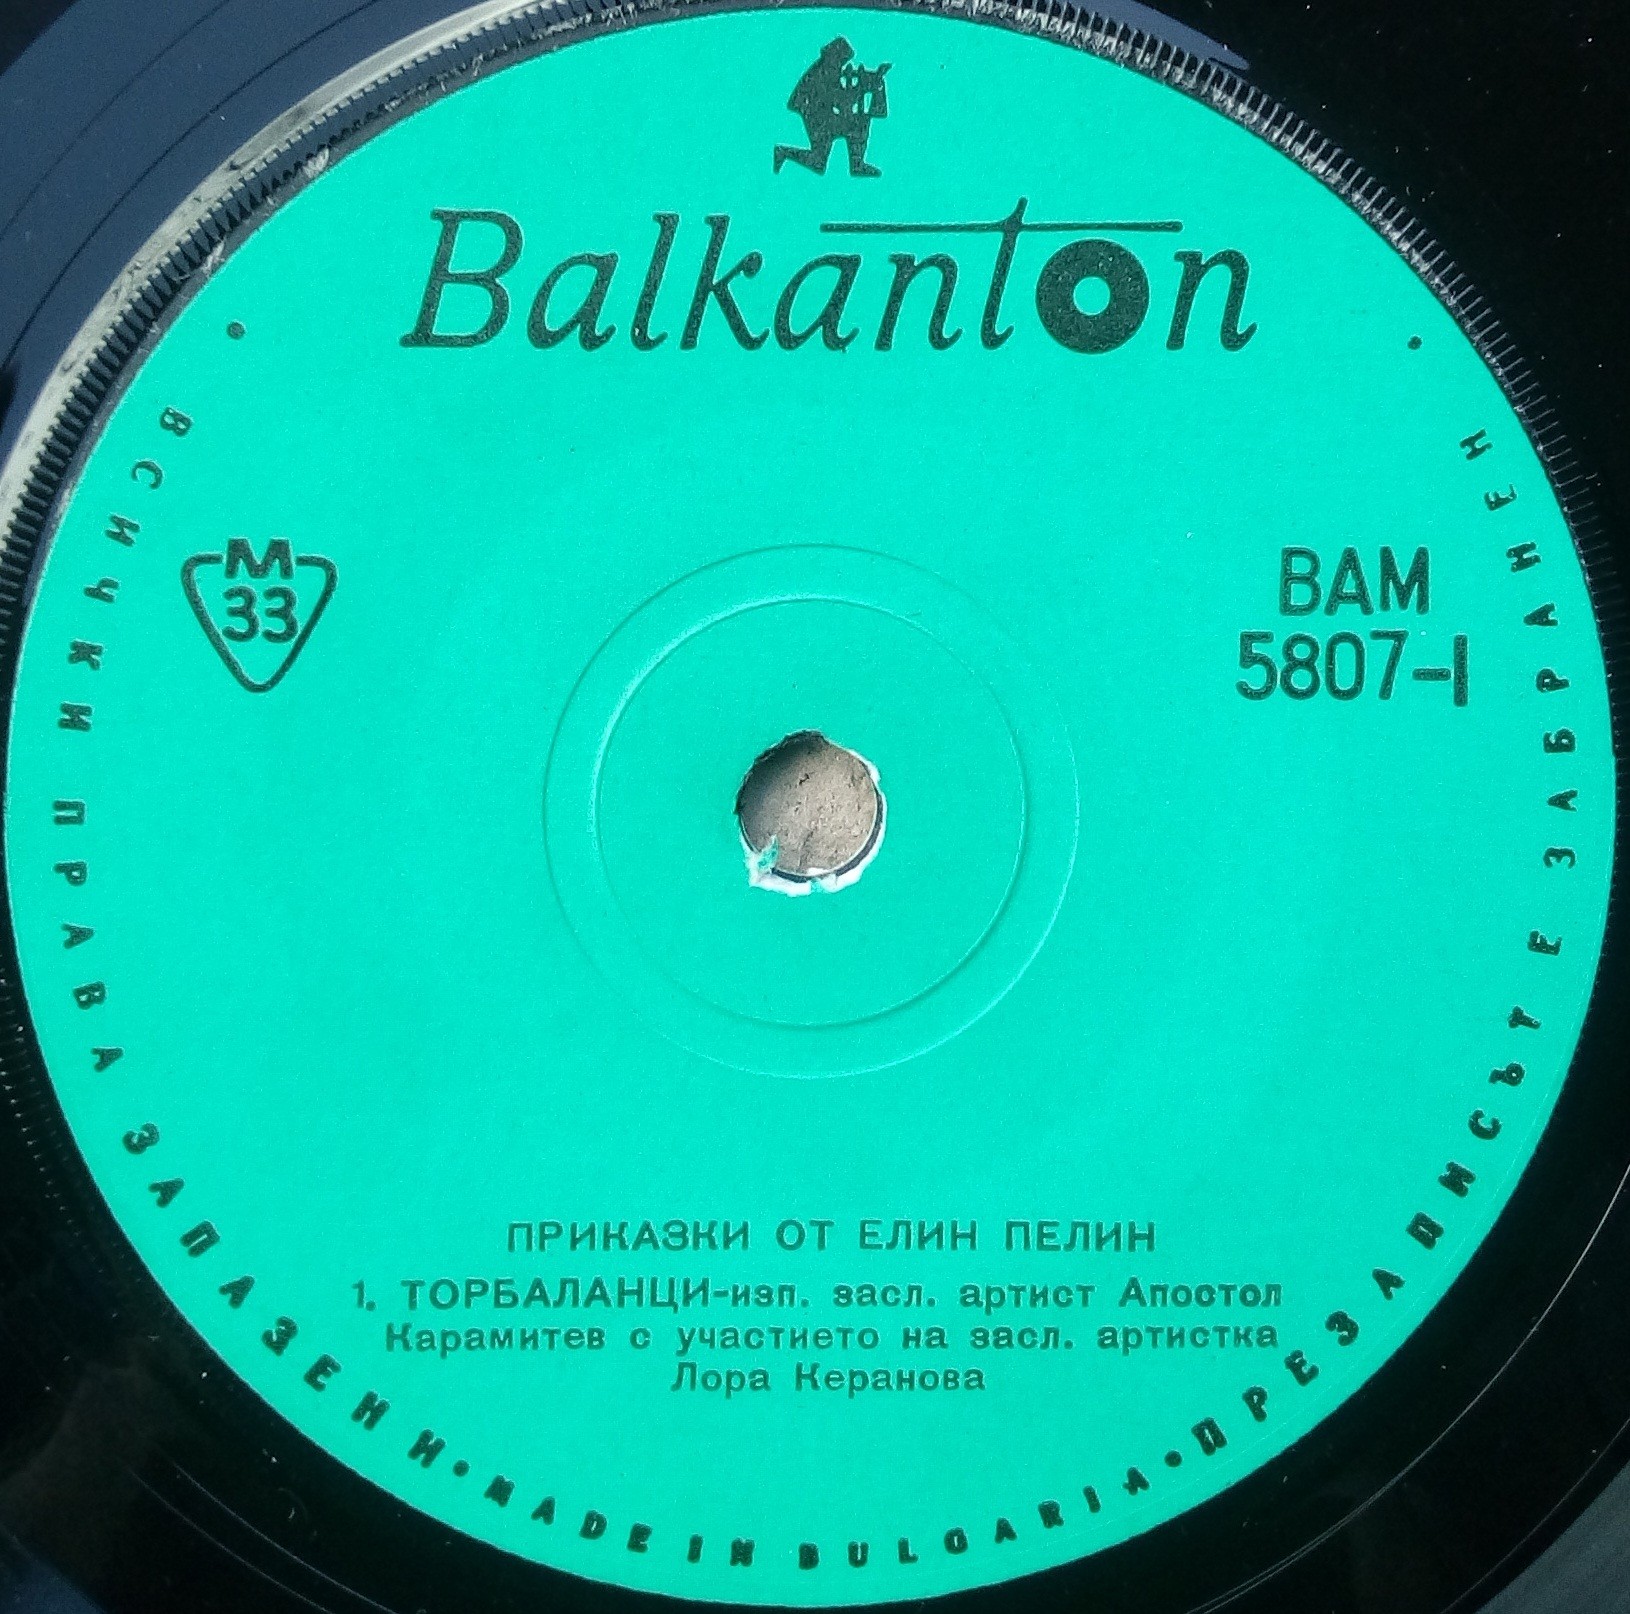 Balkanton
М
33
ВАМ
5807-I
ПРИКАЗКИ ОТ ЕЛИН ПЕЛИН
1. ТОРБАЛАНЦИ-изп. засл. артист Апостол
Карамитев с участието на засл. артистка
Лора Керанова
• ВСИЧКИ ПРАВА ЗАПАЗЕНИ • MADE IN BULGARIA • ПРЕЗАПИСЪТ Е ЗАБРАНЕН •